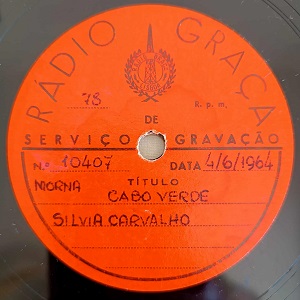 RÁDIO GRAÇA
78 R.p.m.
DE
SERVIÇO GRAVAÇÃO
No. 10407 DATA 4/6/1964
TÍTULO
MORNA CABO VERDE
SILVIA CARVALHO